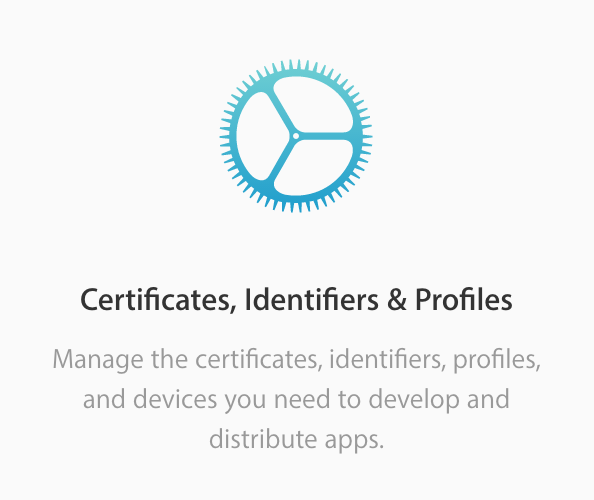 Certificates, Identifiers & Profiles
Manage the certificates, identifiers, profiles,
and devices you need to develop and
distribute apps.